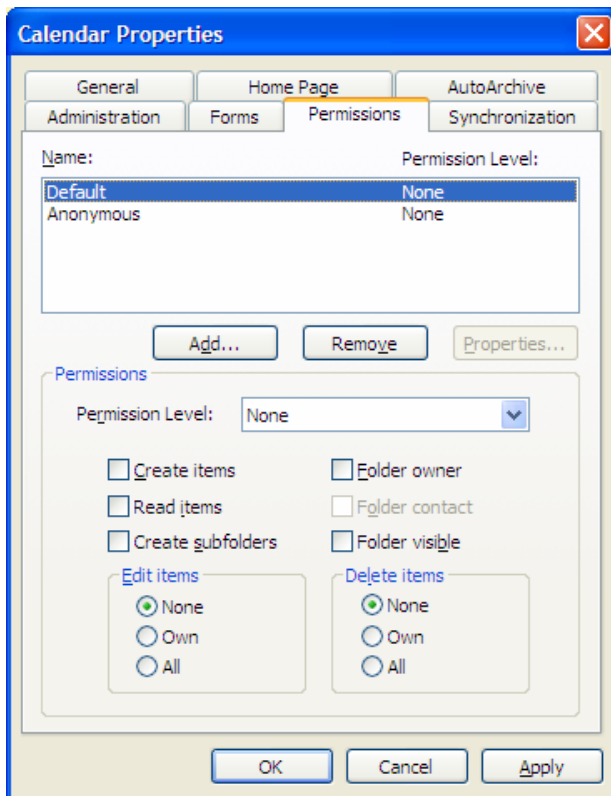 Calendar Properties
General Home Page AutoArchive
Administration Forms Permissions Synchronization
Name: Permission Level:
Default None
Anonymous None
Add... Remove Properties...
Permissions
Permission Level: None
Create items Folder owner
Read items Folder contact
Create subfolders Folder visible
Edit items Delete items
None None
Own Own
All All
OK Cancel Apply